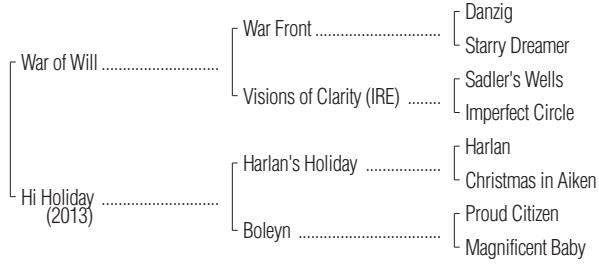 Danzig
War Front
Starry Dreamer
War of Will
Sadler's Wells
Visions of Clarity (IRE)
Imperfect Circle
Harlan
Harlan's Holiday
Christmas in Aiken
Hi Holiday
(2013)
Proud Citizen
Boleyn
Magnificent Baby